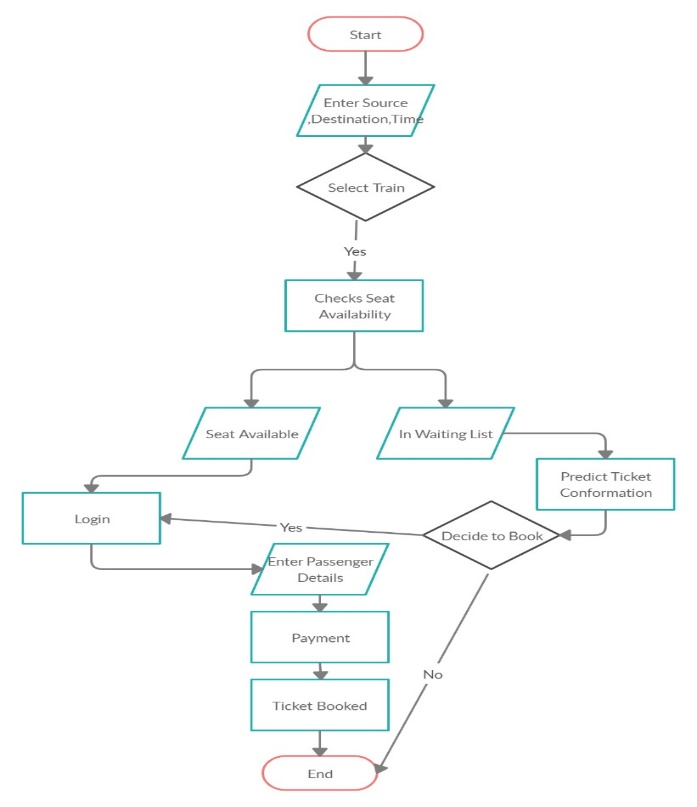 Start
Enter Source
,Destination,Time
Select Train
Yes
Checks Seat
Availability
Seat Available
In Waiting List
Predict Ticket
Conformation
Login
Yes
Decide to Book
Enter Passenger
Details
Payment
No
Ticket Booked
End